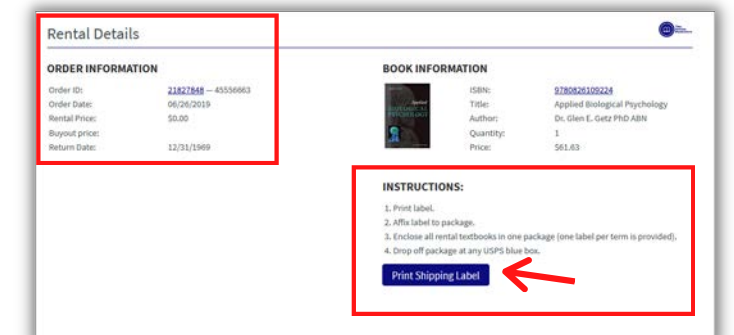 Rental Details
ORDER INFORMATION
Order ID: 21827848 — 45556663
Order Date: 06/26/2019
Rental Price: $0.00
Buyout price:
Return Date: 12/31/1969
BOOK INFORMATION
ISBN: 9780826109224
Title: Applied Biological Psychology
Author: Dr. Glen E. Getz PhD ABN
Quantity: 1
Price: $61.63
Applied
BIOLOGICAL
PSYCHOLOGY
INSTRUCTIONS:
1. Print label.
2. Affix label to package.
3. Enclose all rental textbooks in one package (one label per term is provided).
4. Drop off package at any USPS blue box.
Print Shipping Label